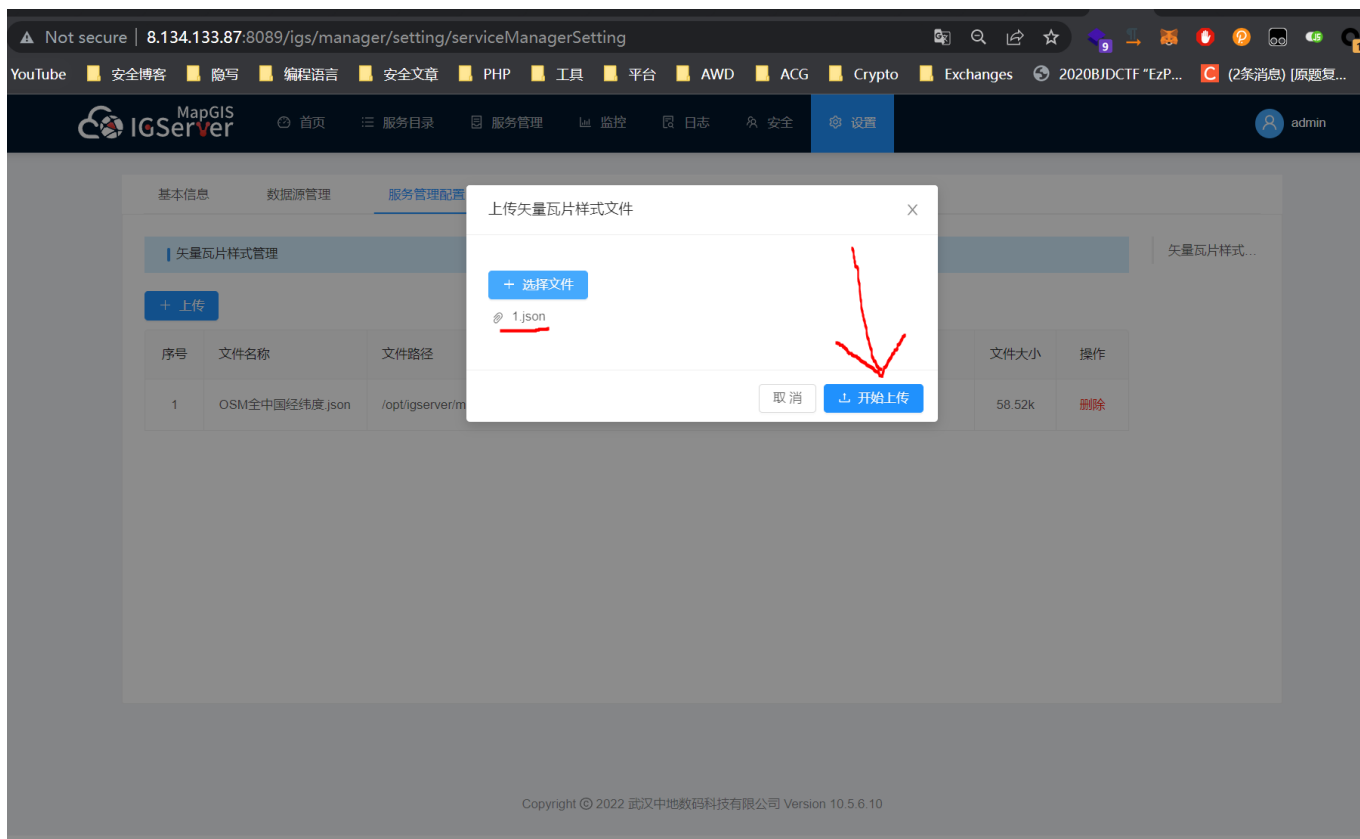 Not secure | 8.134.133.87:8089/igs/manager/setting/serviceManagerSetting
YouTube 安全博客 隐写 编程语言 安全文章 PHP 工具 平台 AWD ACG Crypto Exchanges 2020BJDCTF “EzP... (2条消息) [原题复...
MapGIS
IGServer 首页 服务目录 服务管理 监控 日志 安全 设置 admin
基本信息 数据源管理 服务管理配置
上传矢量瓦片样式文件
矢量瓦片样式管理
矢量瓦片样式...
+ 选择文件
+ 上传
1.json
序号 文件名称 文件路径 文件大小 操作
1 OSM全中国经纬度.json /opt/igserver/m 58.52k 删除
取 消 开始上传
Copyright © 2022 武汉中地数码科技有限公司 Version 10.5.6.10